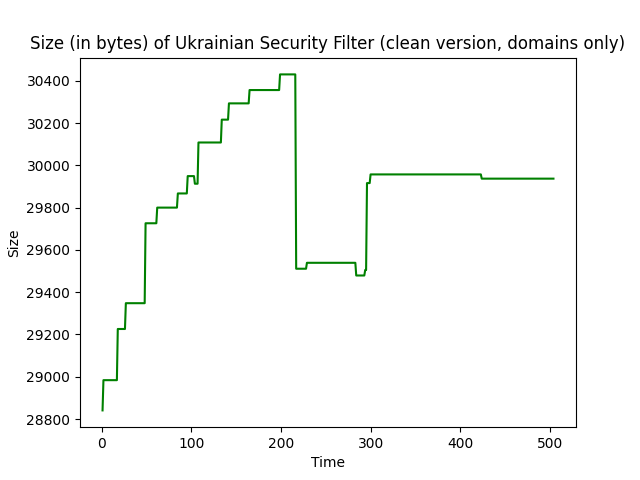 Size (in bytes) of Ukrainian Security Filter (clean version, domains only)
30400
30200
30000
29800
29600
29400
29200
29000
28800
Size
0 100 200 300 400 500
Time